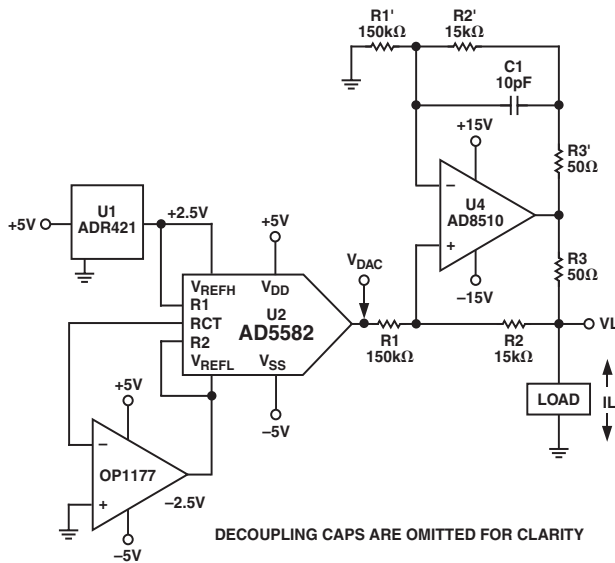 R1'
150kΩ
R2'
15kΩ
C1
10pF
+15V
R3'
50Ω
U4
AD8510
–
+
R3
50Ω
–15V
U1
ADR421
+5V
+2.5V
+5V
VDAC
VREFH
VDD
R1
U2
RCT
AD5582
R2
VREFL
VSS
R1
150kΩ
R2
15kΩ
VL
LOAD
IL
+5V
–5V
–
OP1177
+
–2.5V
–5V
DECOUPLING CAPS ARE OMITTED FOR CLARITY